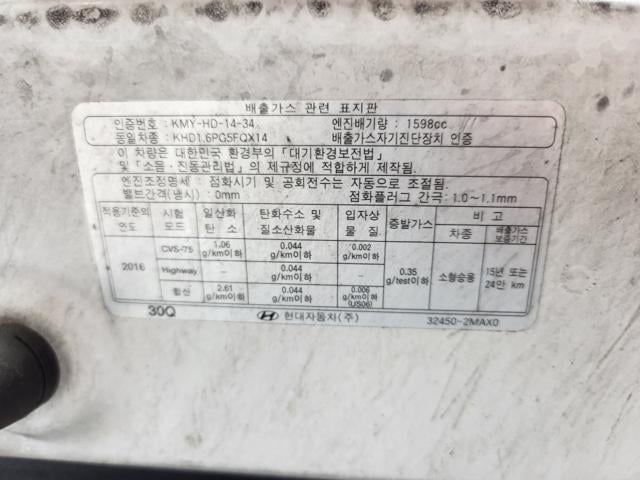 배출가스 관련 표지판
인증번호 : KMY-HD-14-34 엔진배기량 : 1598cc
동일차종 : KHD1.6PG5FQX14 배출가스자기진단장치 인증
이 차량은 대한민국 환경부의 「대기환경보전법」
및「소음·진동관리법」의 제규정에 적합하게 제작됨.
엔진조정명세 : 점화시기 및 공회전수는 자동으로 조절됨.
밸브간격(냉시) : 0mm 점화플러그 간극 : 1.0~1.1mm
적용기준의 연도 시험 모드 일산화 탄소 탄화수소 및 질소산화물 입자상 물질 증발가스 비고
차종 배출가스 보증기간
2016 CVS-75 1.06 g/km이하 0.044 g/km이하 0.002 g/km이하 0.35 g/test이하 소형승용 15년 또는 24만 km
Highway - 0.044 g/km이하 -
합산 2.61 g/km이하 0.044 g/km이하 0.006 g/km이하 (US06)
30Q 현대자동차(주) 32450-2MAX0